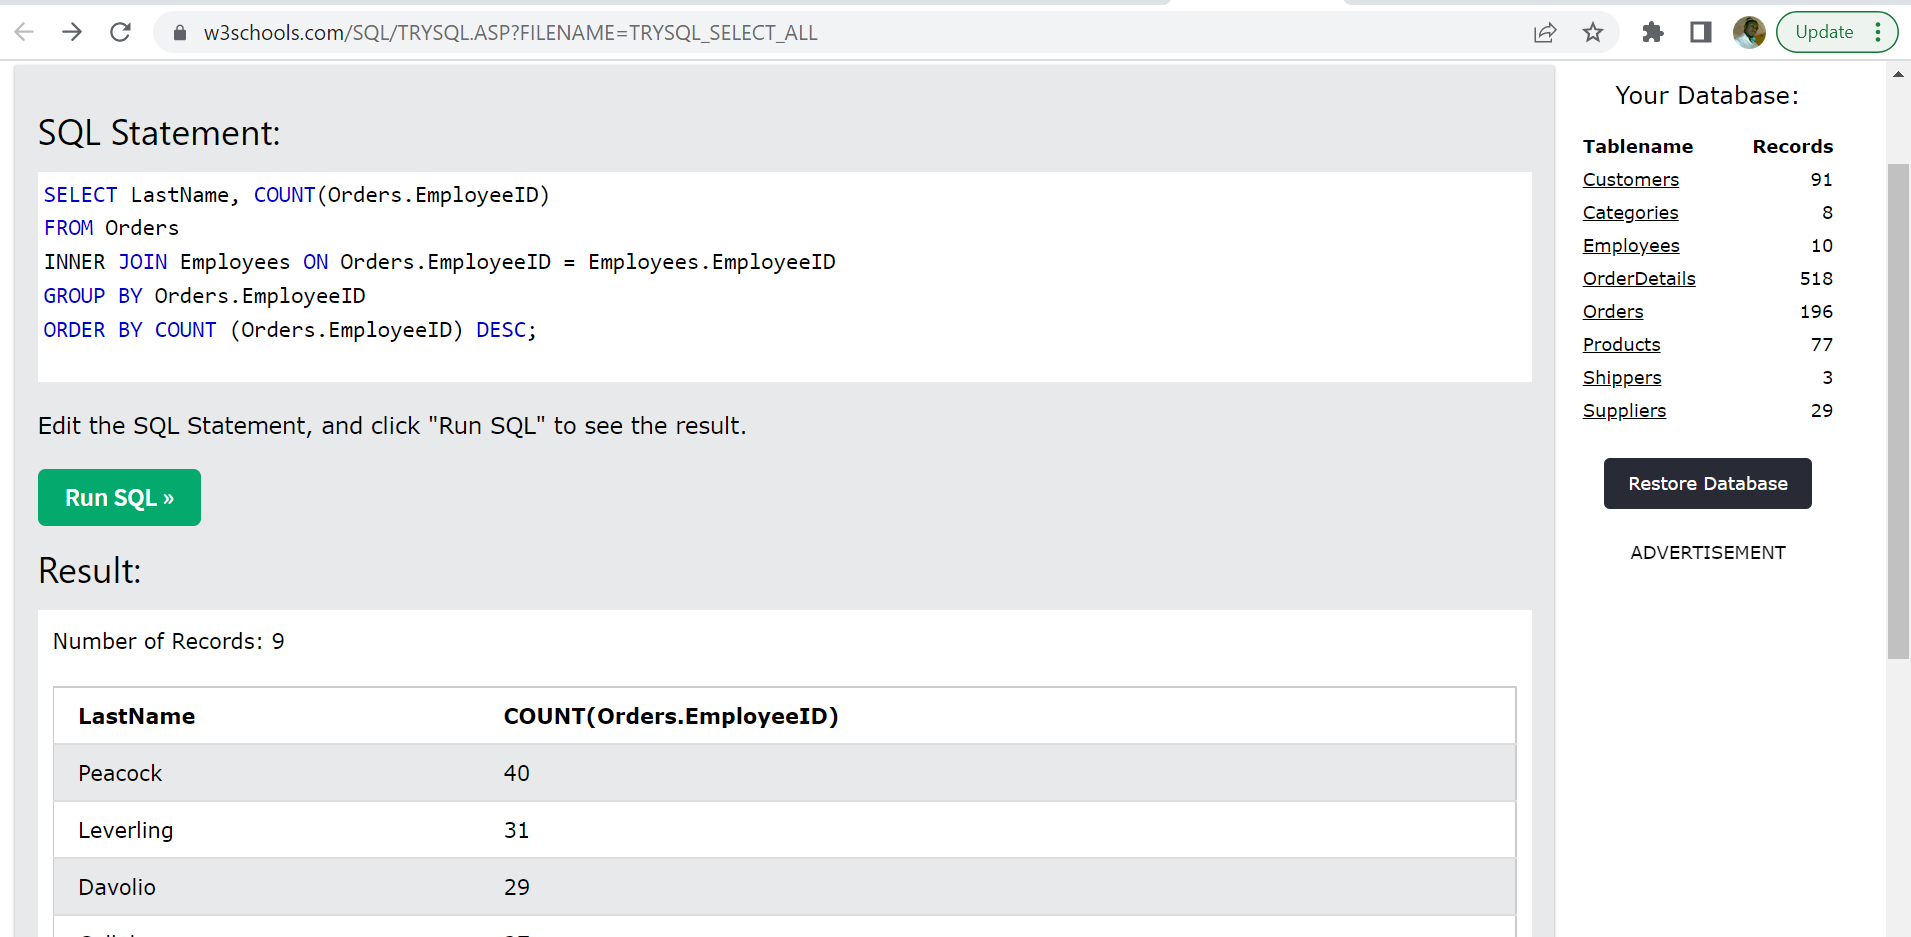 w3schools.com/SQL/TRYSQL.ASP?FILENAME=TRYSQL_SELECT_ALL
Update
SQL Statement:
SELECT LastName, COUNT(Orders.EmployeeID)
FROM Orders
INNER JOIN Employees ON Orders.EmployeeID = Employees.EmployeeID
GROUP BY Orders.EmployeeID
ORDER BY COUNT (Orders.EmployeeID) DESC;
Edit the SQL Statement, and click "Run SQL" to see the result.
Run SQL »
Result:
Number of Records: 9
LastName COUNT(Orders.EmployeeID)
Peacock 40
Leverling 31
Davolio 29
Your Database:
Tablename Records
Customers 91
Categories 8
Employees 10
OrderDetails 518
Orders 196
Products 77
Shippers 3
Suppliers 29
Restore Database
ADVERTISEMENT